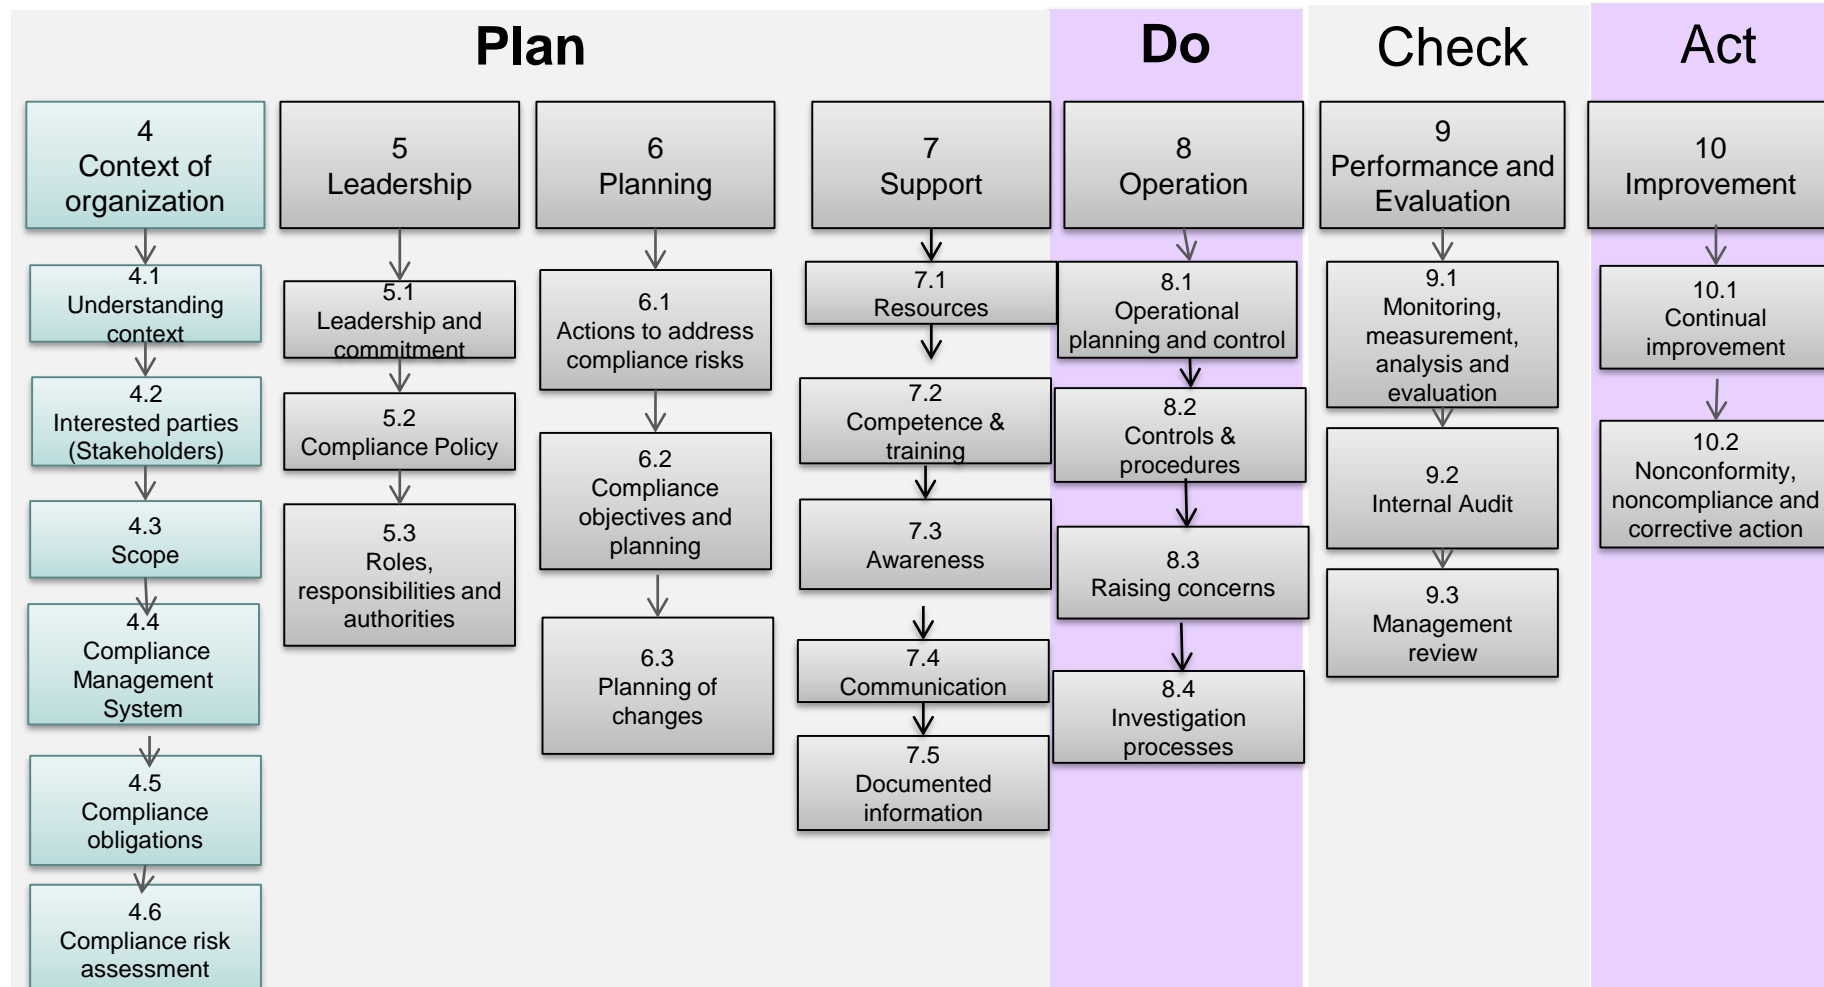 Plan
Do
Check
Act
4
Context of
organization
4.1
Understanding
context
4.2
Interested parties
(Stakeholders)
4.3
Scope
4.4
Compliance
Management
System
4.5
Compliance
obligations
4.6
Compliance risk
assessment
5
Leadership
5.1
Leadership and
commitment
5.2
Compliance Policy
5.3
Roles,
responsibilities and
authorities
6
Planning
6.1
Actions to address
compliance risks
6.2
Compliance
objectives and
planning
6.3
Planning of
changes
7
Support
7.1
Resources
7.2
Competence &
training
7.3
Awareness
7.4
Communication
7.5
Documented
information
8
Operation
8.1
Operational
planning and control
8.2
Controls &
procedures
8.3
Raising concerns
8.4
Investigation
processes
9
Performance and
Evaluation
9.1
Monitoring,
measurement,
analysis and
evaluation
9.2
Internal Audit
9.3
Management
review
10
Improvement
10.1
Continual
improvement
10.2
Nonconformity,
noncompliance and
corrective action